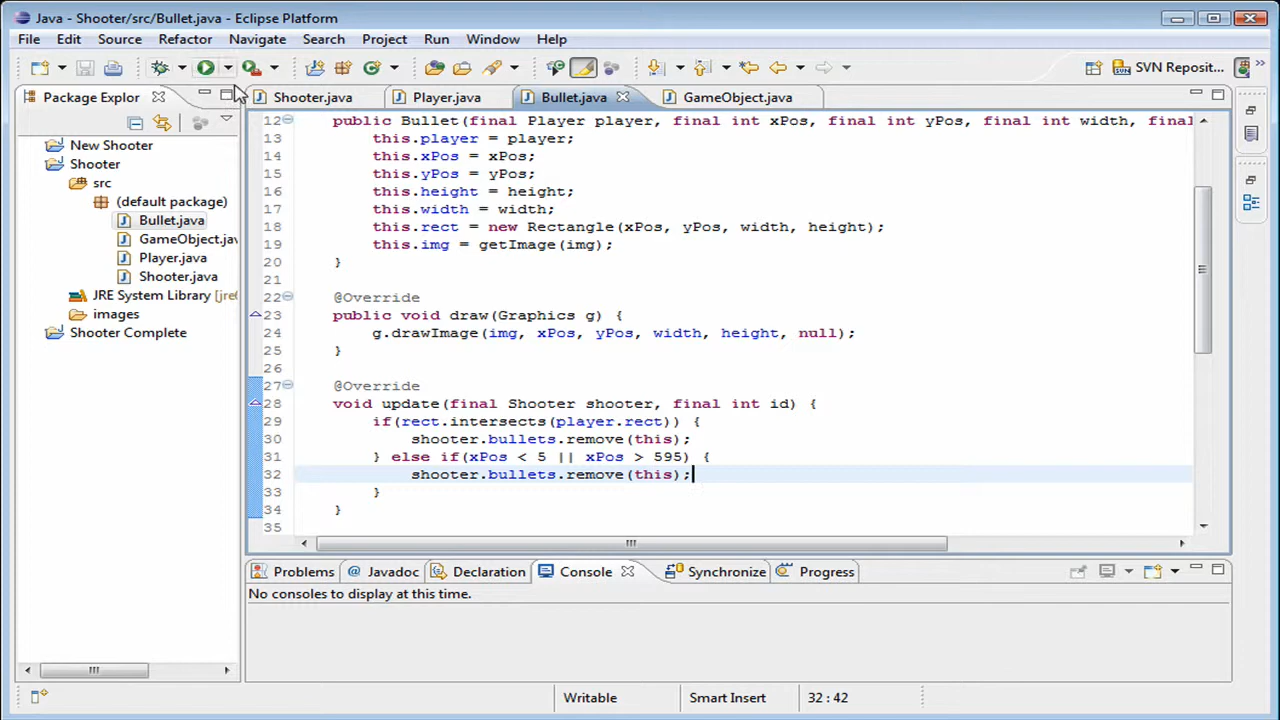 Java - Shooter/src/Bullet.java - Eclipse Platform
File Edit Source Refactor Navigate Search Project Run Window Help
SVN Reposit...
Package Explor
Shooter.java Player.java Bullet.java GameObject.java
New Shooter
Shooter
src
(default package)
Bullet.java
GameObject.jav
Player.java
Shooter.java
JRE System Library [jre
images
Shooter Complete
12 public Bullet(final Player player, final int xPos, final int yPos, final int width, final
13 this.player = player;
14 this.xPos = xPos;
15 this.yPos = yPos;
16 this.height = height;
17 this.width = width;
18 this.rect = new Rectangle(xPos, yPos, width, height);
19 this.img = getImage(img);
20 }
21
22 @Override
23 public void draw(Graphics g) {
24 g.drawImage(img, xPos, yPos, width, height, null);
25 }
26
27 @Override
28 void update(final Shooter shooter, final int id) {
29 if(rect.intersects(player.rect)) {
30 shooter.bullets.remove(this);
31 } else if(xPos < 5 || xPos > 595) {
32 shooter.bullets.remove(this);
33 }
34 }
35
Problems @ Javadoc Declaration Console Synchronize Progress
No consoles to display at this time.
Writable Smart Insert 32 : 42